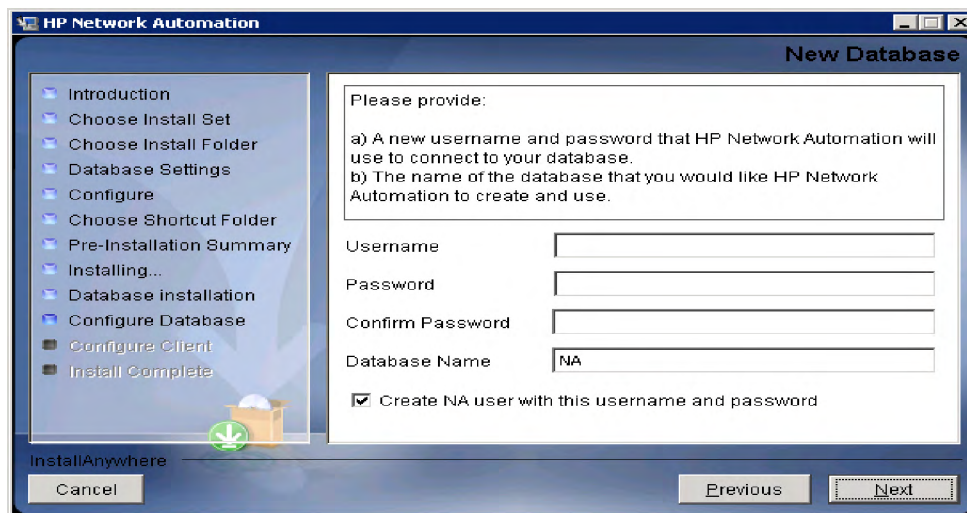 HP Network Automation
New Database
Introduction
Choose Install Set
Choose Install Folder
Database Settings
Configure
Choose Shortcut Folder
Pre-Installation Summary
Installing...
Database installation
Configure Database
Configure Client
Install Complete
Please provide:
a) A new username and password that HP Network Automation will
use to connect to your database.
b) The name of the database that you would like HP Network
Automation to create and use.
Username
Password
Confirm Password
Database Name
NA
Create NA user with this username and password
InstallAnywhere
Cancel
Previous
Next